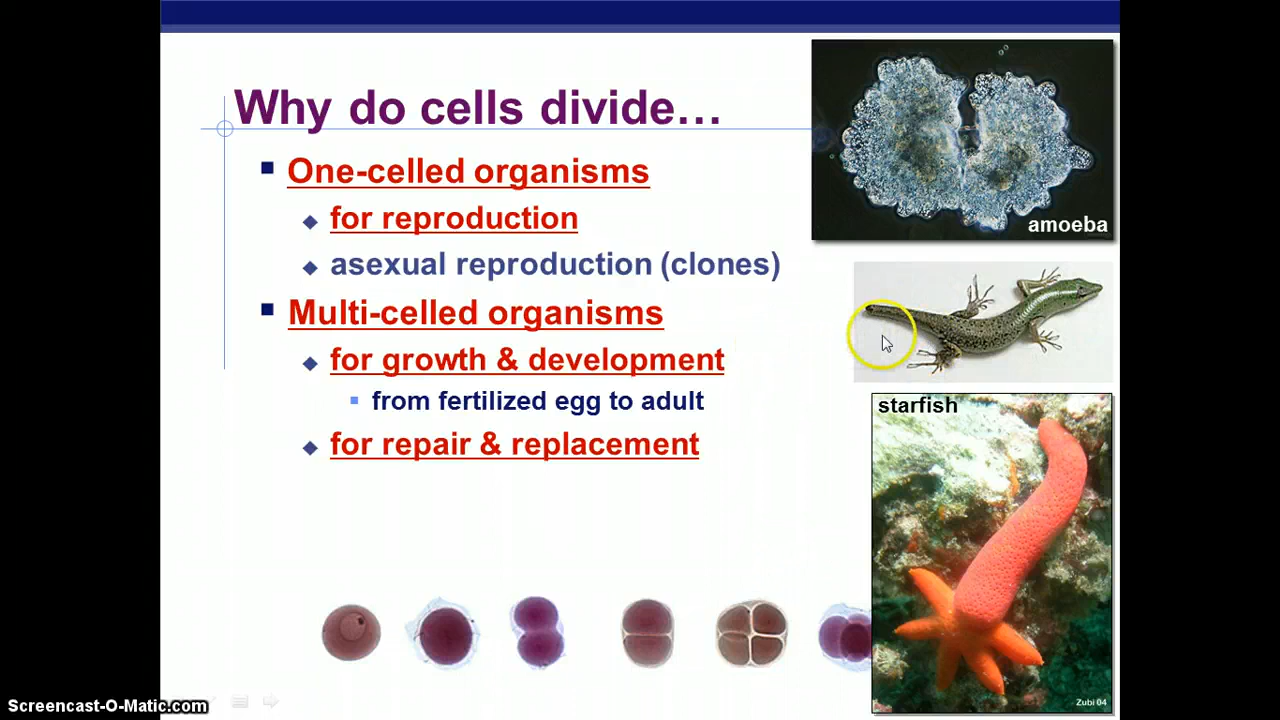 Why do cells divide…
One-celled organisms
for reproduction
asexual reproduction (clones)
Multi-celled organisms
for growth & development
from fertilized egg to adult
for repair & replacement
amoeba
starfish
Zubi 04
Screencast-O-Matic.com